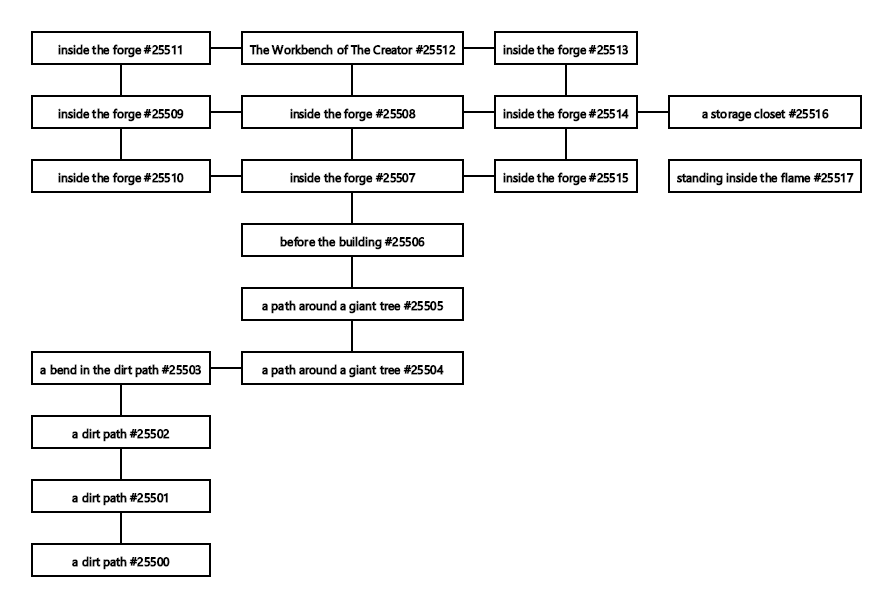 inside the forge #25511
The Workbench of The Creator #25512
inside the forge #25513
inside the forge #25509
inside the forge #25508
inside the forge #25514
a storage closet #25516
inside the forge #25510
inside the forge #25507
inside the forge #25515
standing inside the flame #25517
before the building #25506
a path around a giant tree #25505
a bend in the dirt path #25503
a path around a giant tree #25504
a dirt path #25502
a dirt path #25501
a dirt path #25500